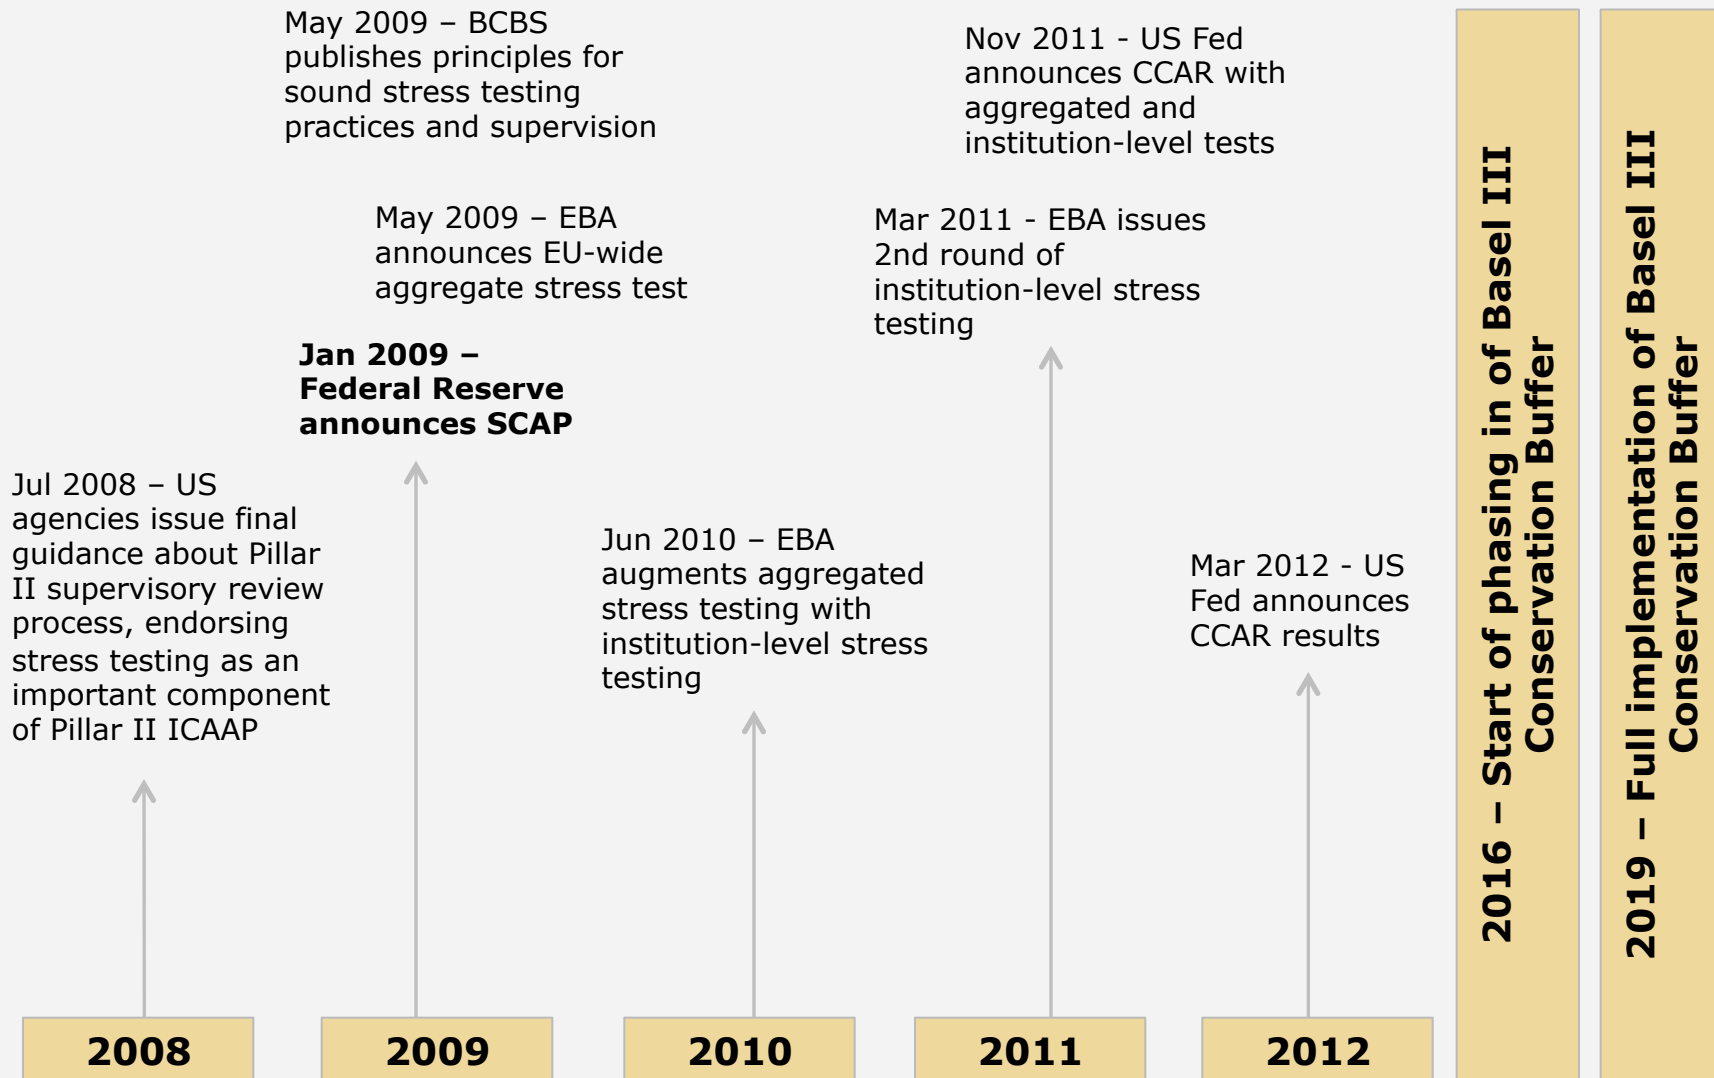 May 2009 – BCBS
publishes principles for
sound stress testing
practices and supervision
May 2009 – EBA
announces EU-wide
aggregate stress test
Jan 2009 –
Federal Reserve
announces SCAP
Jul 2008 – US
agencies issue final
guidance about Pillar
II supervisory review
process, endorsing
stress testing as an
important component
of Pillar II ICAAP
Jun 2010 – EBA
augments aggregated
stress testing with
institution-level stress
testing
Nov 2011 - US Fed
announces CCAR with
aggregated and
institution-level tests
Mar 2011 - EBA issues
2nd round of
institution-level stress
testing
Mar 2012 - US
Fed announces
CCAR results
2016 – Start of phasing in of Basel III
Conservation Buffer
2019 – Full implementation of Basel III
Conservation Buffer
2008
2009
2010
2011
2012